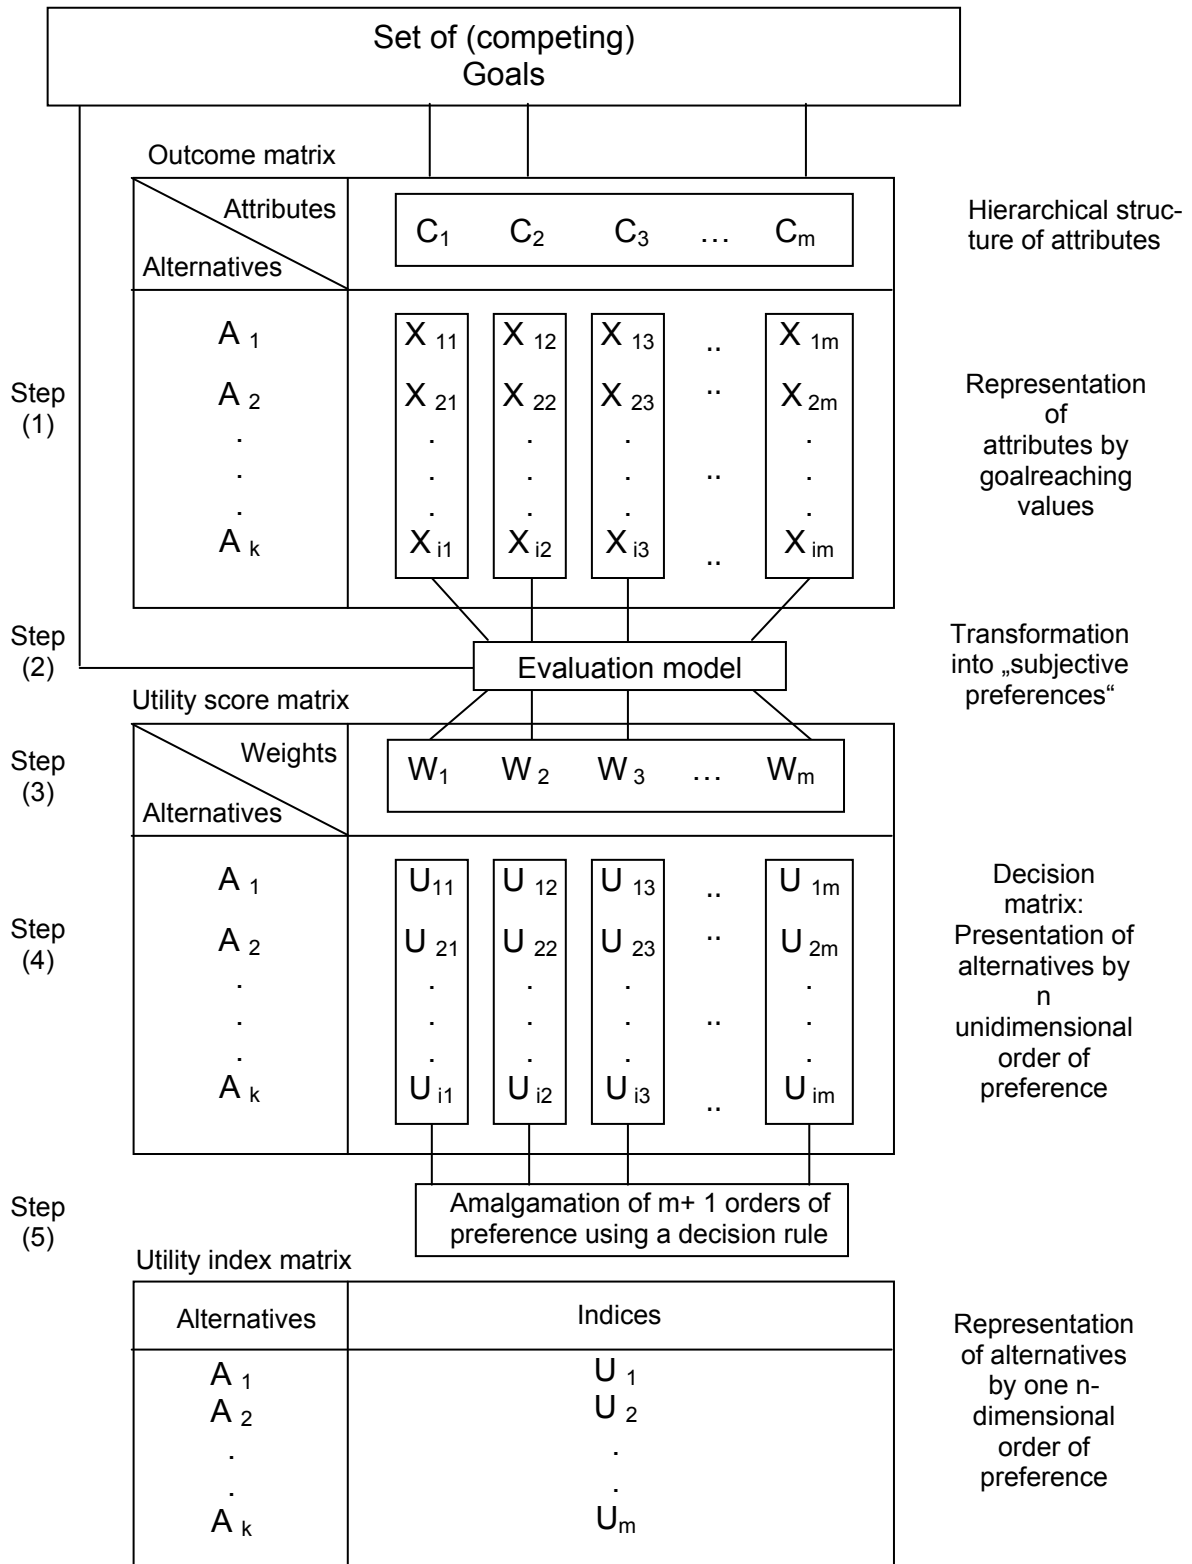 Set of (competing)
Goals
Outcome matrix
Attributes
Alternatives
C1 C2 C3 … Cm
Hierarchical struc-
ture of attributes
Step
(1)
A 1 X 11 X 12 X 13 .. X 1m
A 2 X 21 X 22 X 23 .. X 2m
. . . . .
. . . . .. .
. . . . .
A k X i1 X i2 X i3 .. X im
Representation
of
attributes by
goalreaching
values
Step
(2)
Evaluation model
Transformation
into „subjective
preferences“
Utility score matrix
Step
(3)
Weights
Alternatives
W1 W 2 W 3 … Wm
Step
(4)
A 1 U11 U 12 U 13 .. U 1m
A 2 U 21 U 22 U 23 .. U 2m
. . . . .
. . . . .. .
. . . . .
A k U i1 U i2 U i3 .. U im
Decision
matrix:
Presentation of
alternatives by
n
unidimensional
order of
preference
Step
(5)
Amalgamation of m+ 1 orders of
preference using a decision rule
Utility index matrix
Alternatives Indices
A 1 U 1
A 2 U 2
. .
. .
A k Um
Representation
of alternatives
by one n-
dimensional
order of
preference